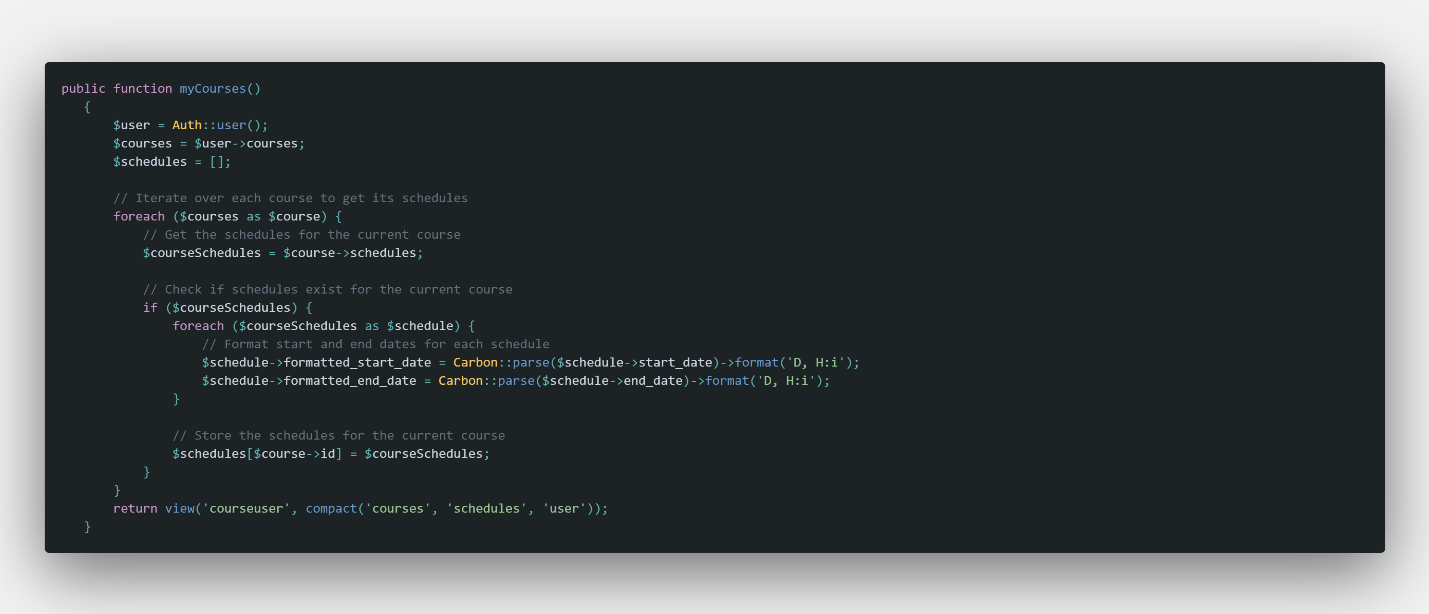 public function myCourses()
{
$user = Auth::user();
$courses = $user->courses;
$schedules = [];
// Iterate over each course to get its schedules
foreach ($courses as $course) {
// Get the schedules for the current course
$courseSchedules = $course->schedules;
// Check if schedules exist for the current course
if ($courseSchedules) {
foreach ($courseSchedules as $schedule) {
// Format start and end dates for each schedule
$schedule->formatted_start_date = Carbon::parse($schedule->start_date)->format('D, H:i');
$schedule->formatted_end_date = Carbon::parse($schedule->end_date)->format('D, H:i');
}
// Store the schedules for the current course
$schedules[$course->id] = $courseSchedules;
}
}
return view('courseuser', compact('courses', 'schedules', 'user'));
}